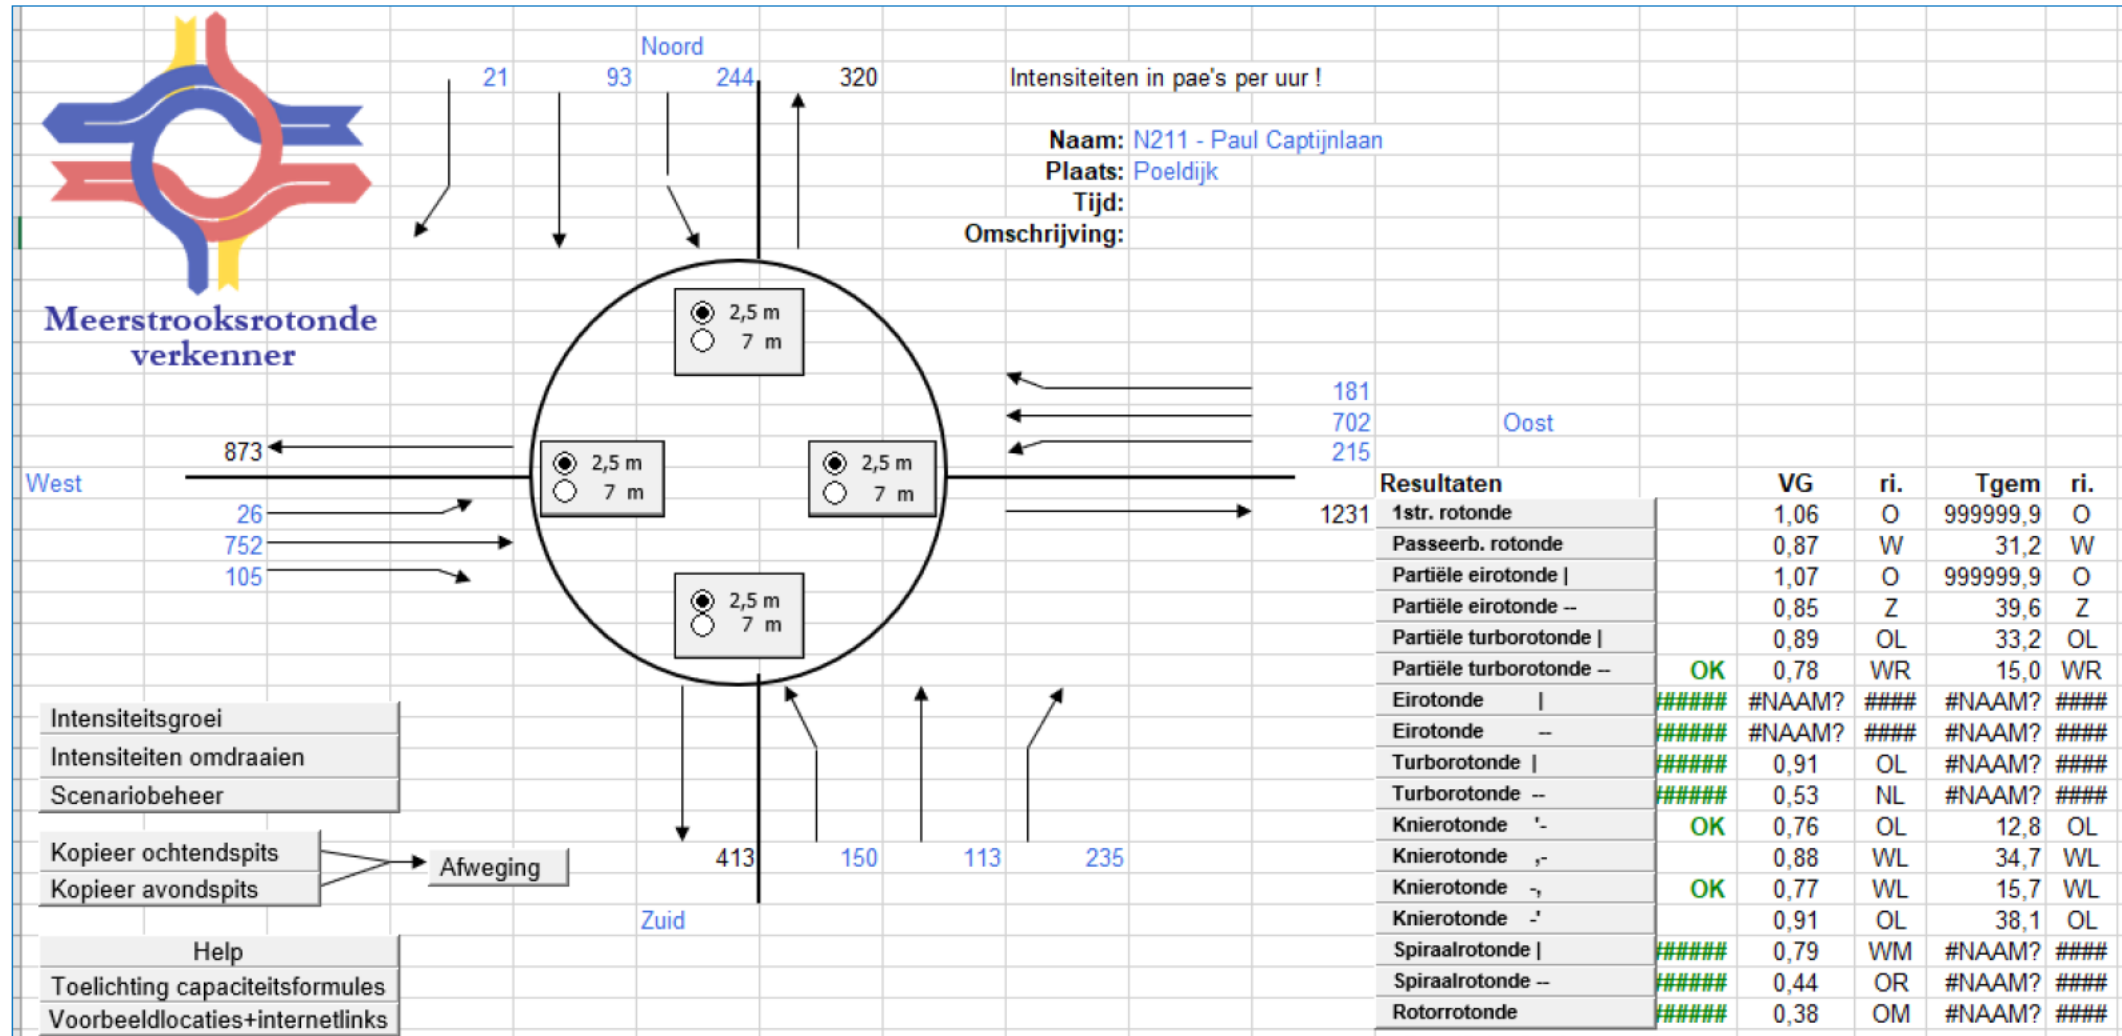 Noord
21 93 244 320 Intensiteiten in pae's per uur !
Naam: N211 - Paul Captijnlaan
Plaats: Poeldijk
Tijd:
Omschrijving:
Meerstrooksrotonde
verkenner
2,5 m
7 m
181
702 Oost
215
873
West
26
752
105
2,5 m
7 m
2,5 m
7 m
1231
2,5 m
7 m
413 150 113 235
Zuid
Intensiteitsgroei
Intensiteiten omdraaien
Scenariobeheer
Kopieer ochtendspits
Kopieer avondspits
Afweging
Help
Toelichting capaciteitsformules
Voorbeeldlocaties+internetlinks
Resultaten VG ri. Tgem ri.
1str. rotonde 1,06 O 999999,9 O
Passeerb. rotonde 0,87 W 31,2 W
Partiële eirotonde | 1,07 O 999999,9 O
Partiële eirotonde -- 0,85 Z 39,6 Z
Partiële turborotonde | 0,89 OL 33,2 OL
Partiële turborotonde -- OK 0,78 WR 15,0 WR
Eirotonde | ###### #NAAM? #### #NAAM? ####
Eirotonde -- ###### #NAAM? #### #NAAM? ####
Turborotonde | ###### 0,91 OL #NAAM? ####
Turborotonde -- ###### 0,53 NL #NAAM? ####
Knierotonde '- OK 0,76 OL 12,8 OL
Knierotonde ,- 0,88 WL 34,7 WL
Knierotonde -, OK 0,77 WL 15,7 WL
Knierotonde -' 0,91 OL 38,1 OL
Spiraalrotonde | ###### 0,79 WM #NAAM? ####
Spiraalrotonde -- ###### 0,44 OR #NAAM? ####
Rotorrotonde ###### 0,38 OM #NAAM? ####